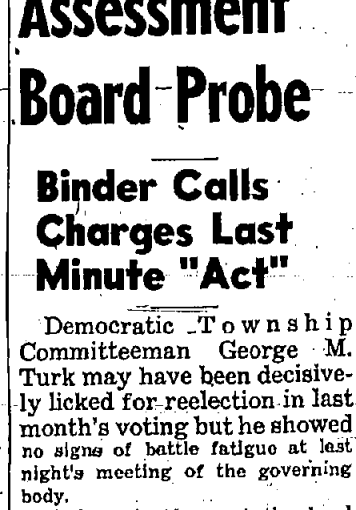 Assessment
Board Probe
Binder Calls
Charges Last
Minute "Act"
Democratic Township
Committeeman George M.
Turk may have been decisive-
ly licked for reelection in last
month's voting but he showed
no signs of battle fatigue at last
night's meeting of the governing
body.